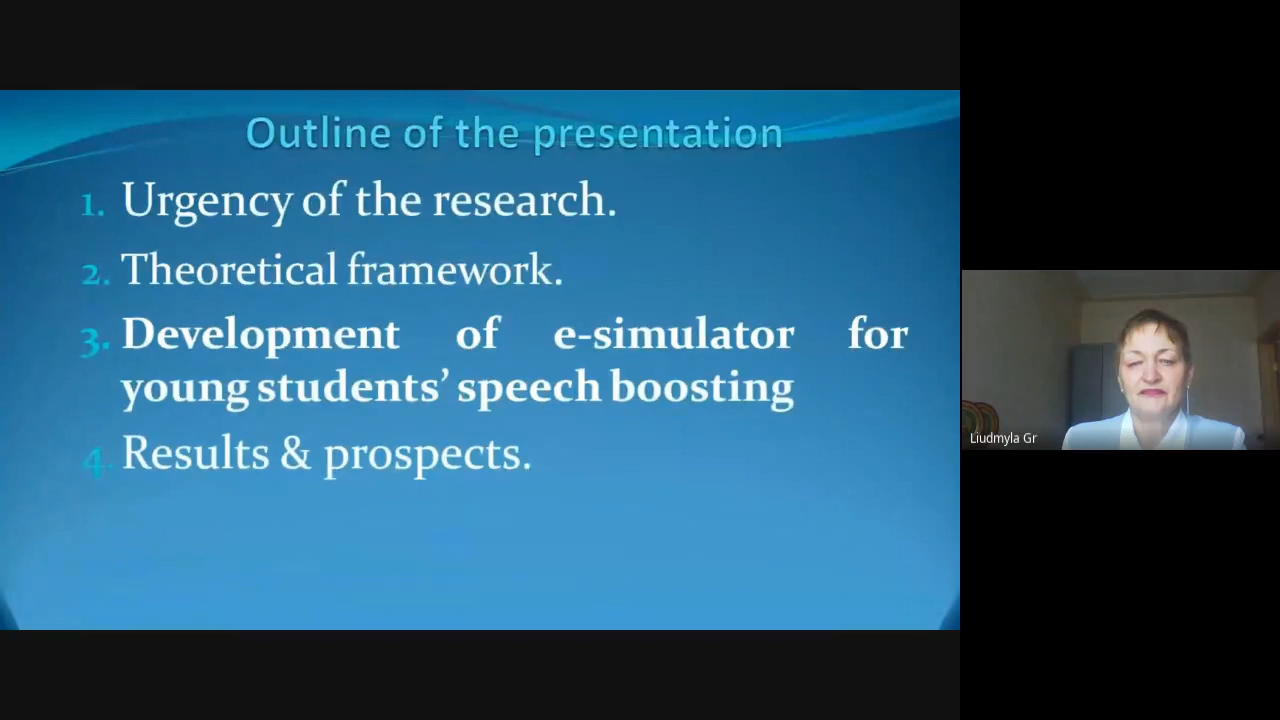 Outline of the presentation
1. Urgency of the research.
2. Theoretical framework.
3. Development of e-simulator for
young students’ speech boosting
4. Results & prospects.
Liudmyla Gr